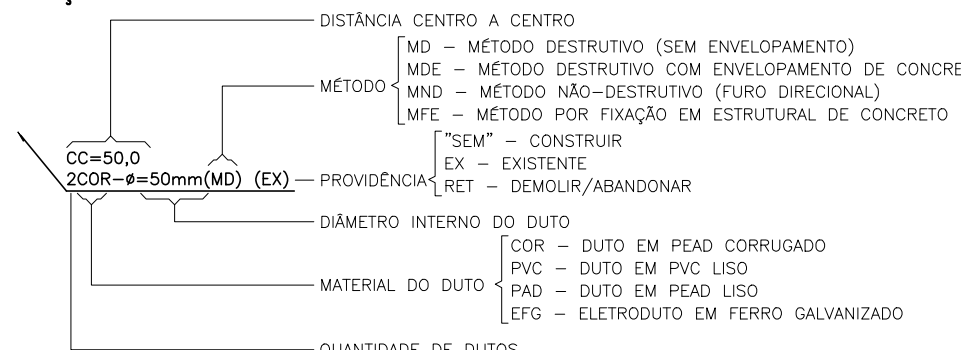 DISTÂNCIA CENTRO A CENTRO
MD – MÉTODO DESTRUTIVO (SEM ENVELOPAMENTO)
MDE – MÉTODO DESTRUTIVO COM ENVELOPAMENTO DE CONCRE
MÉTODO
MND – MÉTODO NÃO-DESTRUTIVO (FURO DIRECIONAL)
MFE – MÉTODO POR FIXAÇÃO EM ESTRUTURAL DE CONCRETO
"SEM" – CONSTRUIR
CC=50,0
EX – EXISTENTE
2COR-ø=50mm(MD) (EX)
PROVIDÊNCIA
RET – DEMOLIR/ABANDONAR
DIÂMETRO INTERNO DO DUTO
COR – DUTO EM PEAD CORRUGADO
PVC – DUTO EM PVC LISO
MATERIAL DO DUTO
PAD – DUTO EM PEAD LISO
EFG – ELETRODUTO EM FERRO GALVANIZADO
QUANTIDADE DE DUTOS